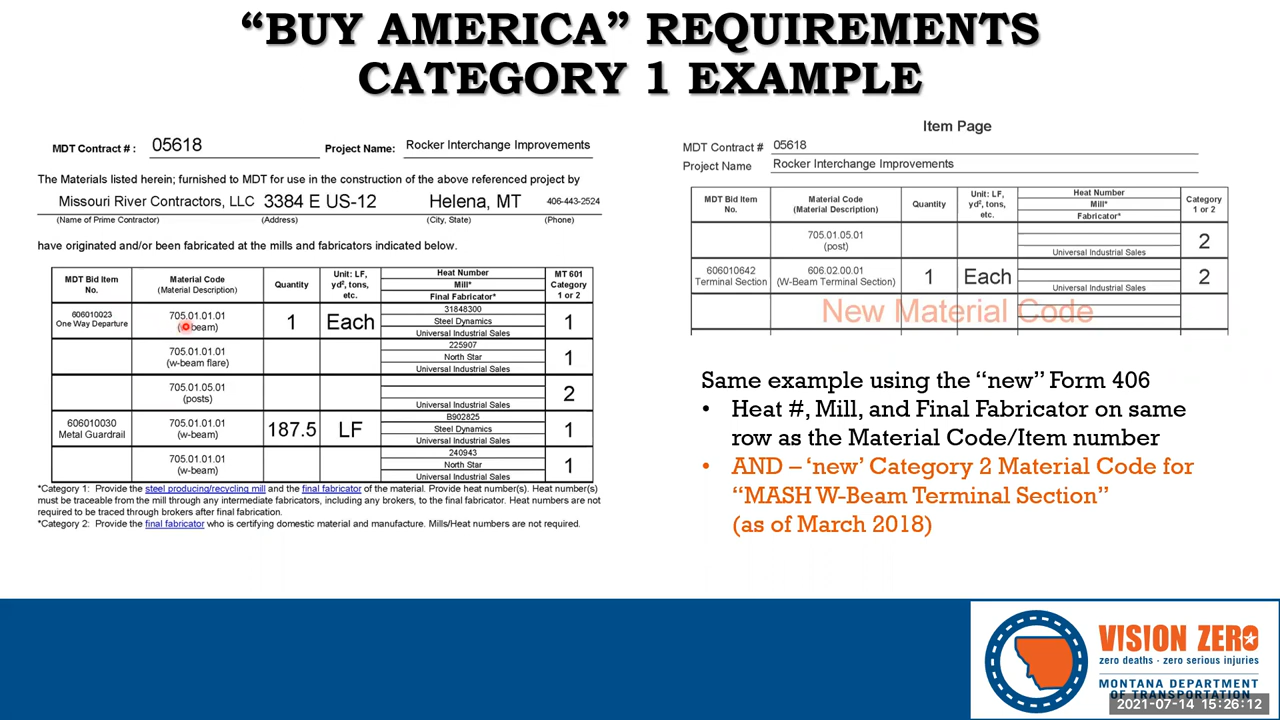 “BUY AMERICA” REQUIREMENTS
CATEGORY 1 EXAMPLE
MDT Contract # : 05618 Project Name: Rocker Interchange Improvements
The Materials listed herein; furnished to MDT for use in the construction of the above referenced project by
Missouri River Contractors, LLC 3384 E US-12 Helena, MT 406-443-2524
(Name of Prime Contractor) (Address) (City, State) (Phone)
have originated and/or been fabricated at the mills and fabricators indicated below.
MDT Bid Item No. Material Code (Material Description) Quantity Unit: LF, yd², tons, etc. Heat Number Mill* Final Fabricator* MT 601 Category 1 or 2
606010023 One Way Departure 705.01.01.01 beam) 1 Each 31848300 Steel Dynamics Universal Industrial Sales 1
705.01.01.01 (w-beam flare) 225907 North Star Universal Industrial Sales 1
705.01.05.01 (posts) Universal Industrial Sales 2
606010030 Metal Guardrail 705.01.01.01 (w-beam) 187.5 LF B902825 Steel Dynamics Universal Industrial Sales 1
705.01.01.01 (w-beam) 240943 North Star Universal Industrial Sales 1
*Category 1: Provide the steel producing/recycling mill and the final fabricator of the material. Provide heat number(s). Heat number(s)
must be traceable from the mill through any intermediate fabricators, including any brokers, to the final fabricator. Heat numbers are not
required to be traced through brokers after final fabrication.
*Category 2: Provide the final fabricator who is certifying domestic material and manufacture. Mills/Heat numbers are not required.
Item Page
MDT Contract # 05618
Project Name Rocker Interchange Improvements
MDT Bid Item No. Material Code (Material Description) Quantity Unit: LF, yd², tons, etc. Heat Number Mill* Fabricator* Category 1 or 2
705.01.05.01 (post) Universal Industrial Sales 2
606010642 Terminal Section 606.02.00.01 (W-Beam Terminal Section) 1 Each Universal Industrial Sales 2
New Material Code
Same example using the “new” Form 406
• Heat #, Mill, and Final Fabricator on same
row as the Material Code/Item number
• AND – ‘new’ Category 2 Material Code for
“MASH W-Beam Terminal Section”
(as of March 2018)
VISION ZERO
zero deaths · zero serious injuries
MONTANA DEPARTMENT
OF TRANSPORTATION
2021-07-14 15:26:12